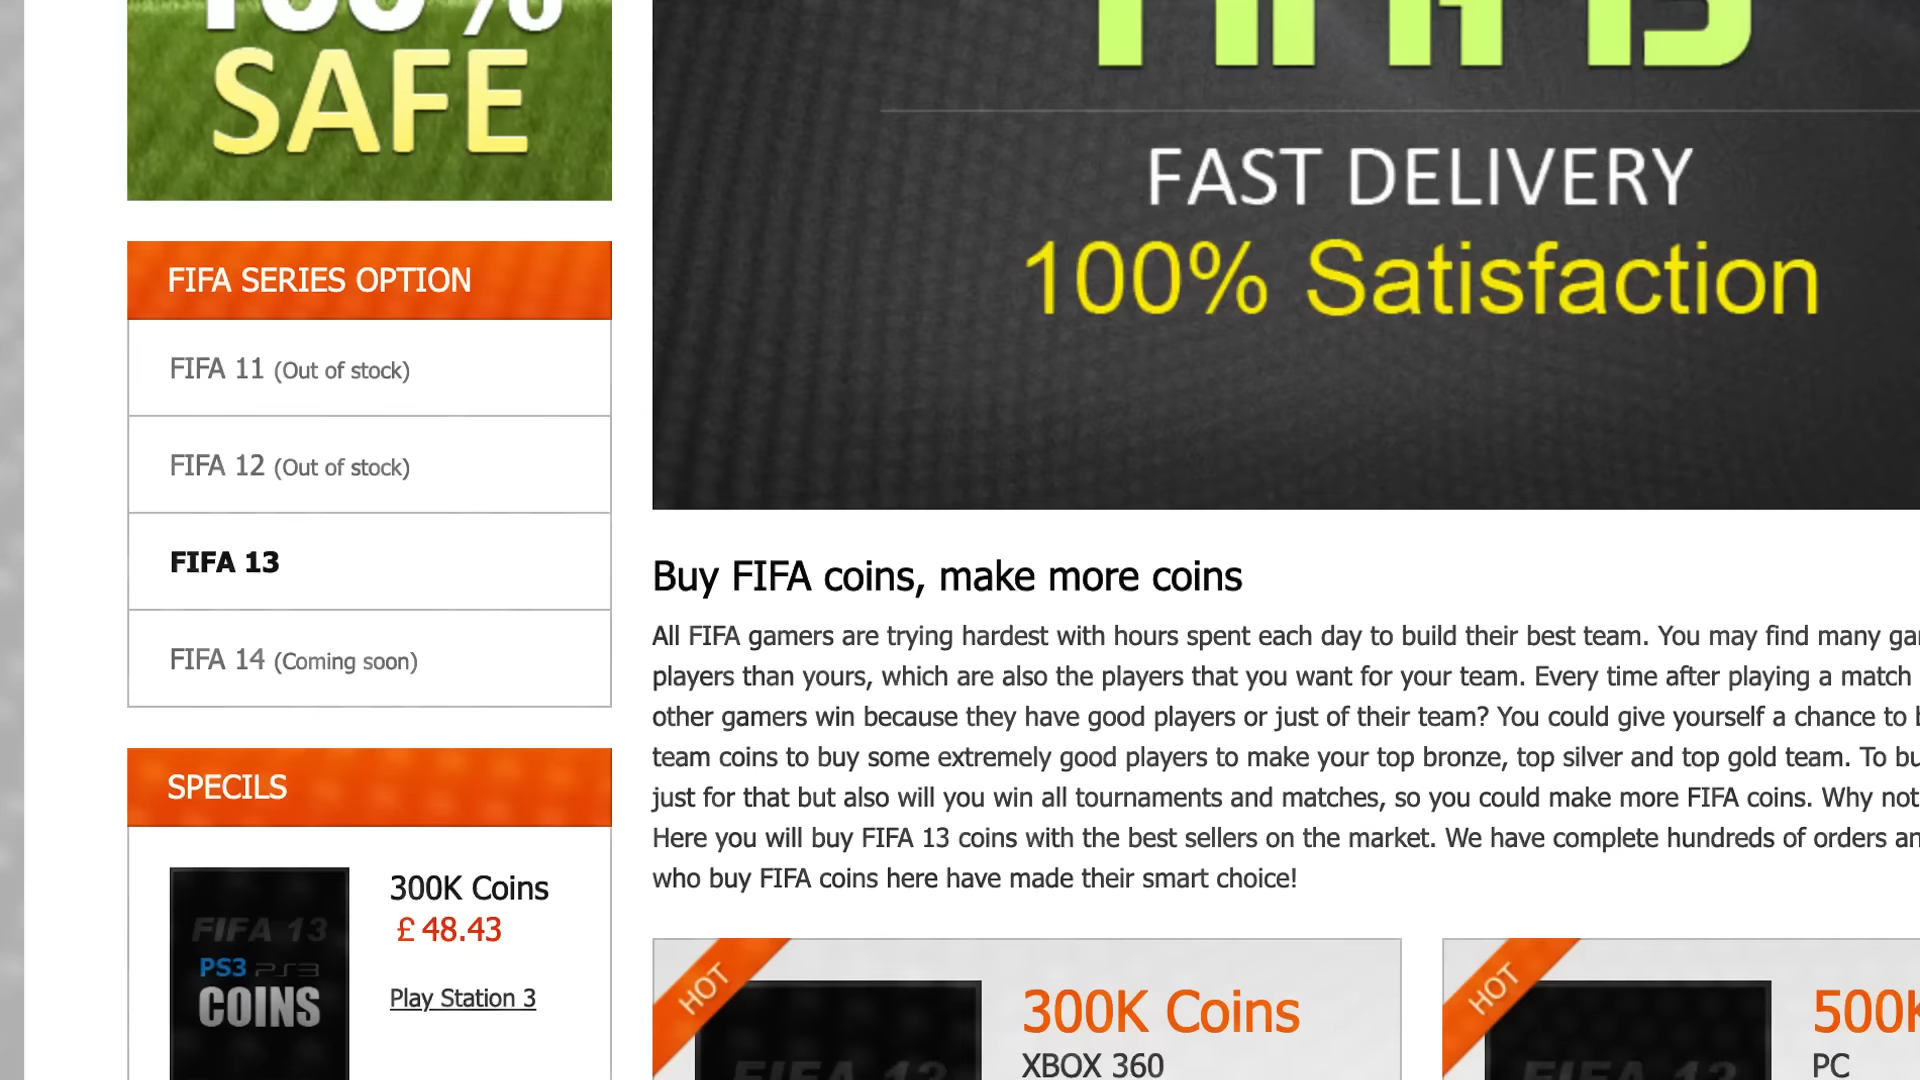 100%
SAFE
FIFA SERIES OPTION
FIFA 11 (Out of stock)
FIFA 12 (Out of stock)
FIFA 13
FIFA 14 (Coming soon)
SPECILS
FIFA 13
PS3 PS3
COINS
300K Coins
£ 48.43
Play Station 3
FIFA 13
FAST DELIVERY
100% Satisfaction
Buy FIFA coins, make more coins
All FIFA gamers are trying hardest with hours spent each day to build their best team. You may find many
players than yours, which are also the players that you want for your team. Every time after playing a match
other gamers win because they have good players or just of their team? You could give yourself a chance to
team coins to buy some extremely good players to make your top bronze, top silver and top gold team. To
just for that but also will you win all tournaments and matches, so you could make more FIFA coins. Why not
Here you will buy FIFA 13 coins with the best sellers on the market. We have complete hundreds of orders
who buy FIFA coins here have made their smart choice!
HOT
FIFA 13
300K Coins
XBOX 360
HOT
FIFA 13
500K
PC